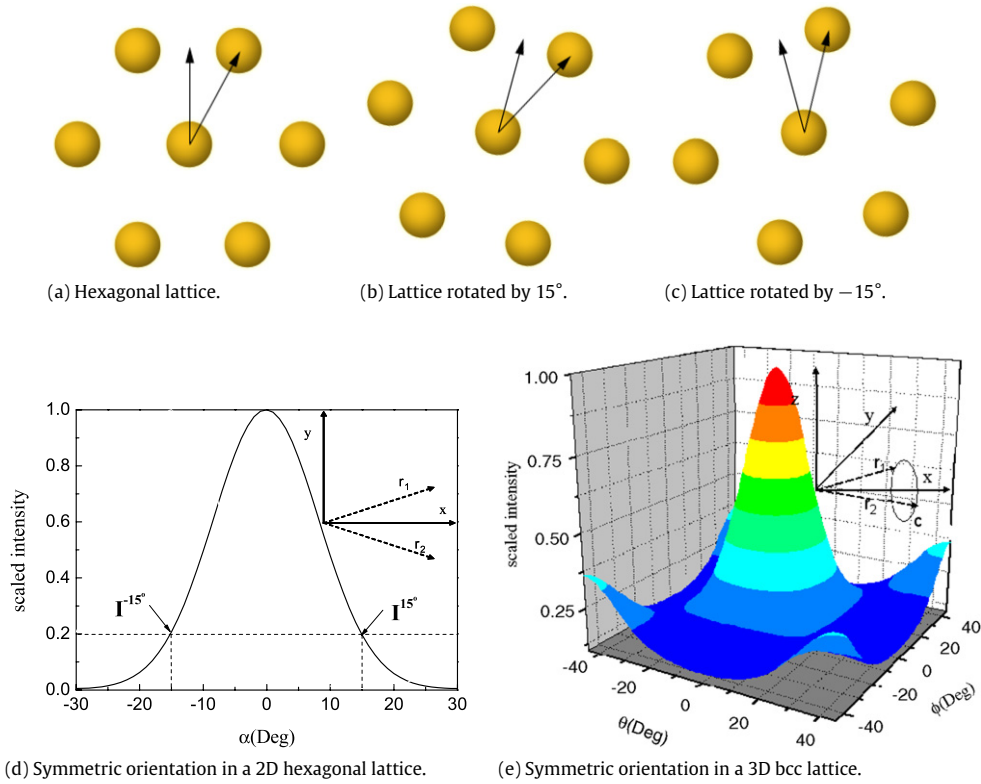 (a) Hexagonal lattice.
(b) Lattice rotated by 15°.
(c) Lattice rotated by −15°.
1.0
0.8
0.6
0.4
0.2
0.0
scaled intensity
-30
-20
-10
0
10
20
30
α(Deg)
y
x
r₁
r₂
I⁻¹⁵°
I¹⁵°
(d) Symmetric orientation in a 2D hexagonal lattice.
1.00
0.75
0.50
0.25
scaled intensity
-40
-20
0
20
40
θ(Deg)
40
20
0
-20
-40
ϕ(Deg)
z
y
x
r₁
r₂
c
(e) Symmetric orientation in a 3D bcc lattice.